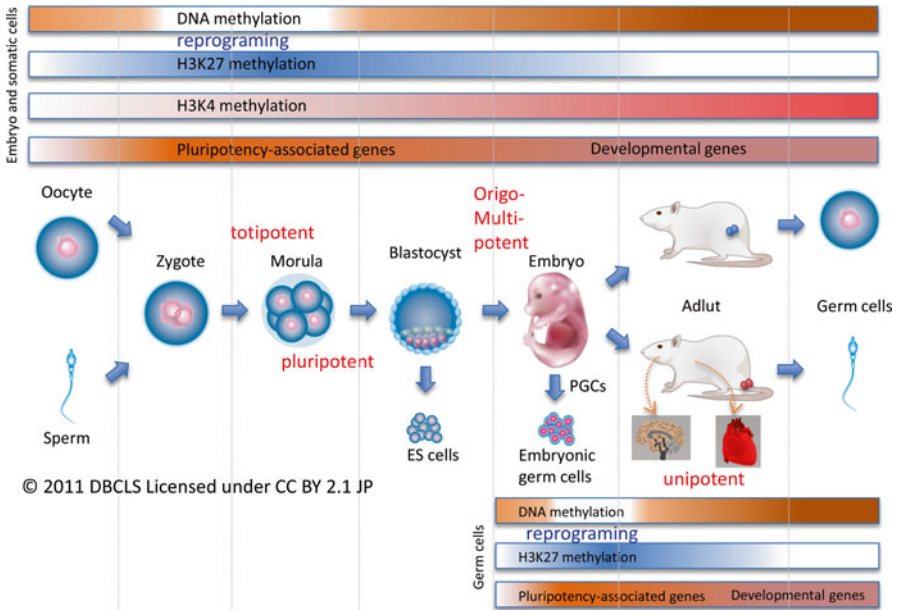 Embryo and somatic cells
DNA methylation
reprograming
H3K27 methylation
H3K4 methylation
Pluripotency-associated genes
Developmental genes
Oocyte
Zygote
totipotent
Morula
pluripotent
Blastocyst
Origo-
Multi-
potent
Embryo
Adlut
Germ cells
Sperm
ES cells
PGCs
Embryonic
germ cells
unipotent
© 2011 DBCLS Licensed under CC BY 2.1 JP
Germ cells
DNA methylation
reprograming
H3K27 methylation
Pluripotency-associated genes
Developmental genes